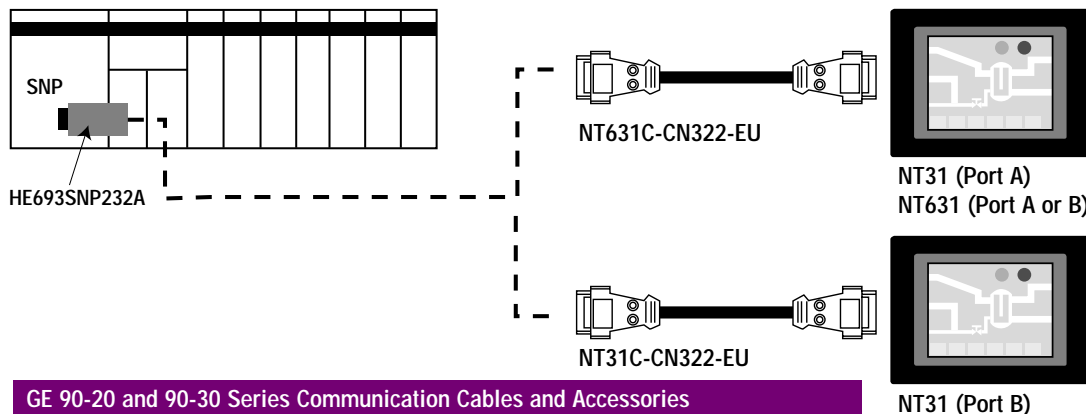 SNP
HE693SNP232A
NT631C-CN322-EU
NT31 (Port A)
NT631 (Port A or B)
NT31C-CN322-EU
NT31 (Port B)
GE 90-20 and 90-30 Series Communication Cables and Accessories